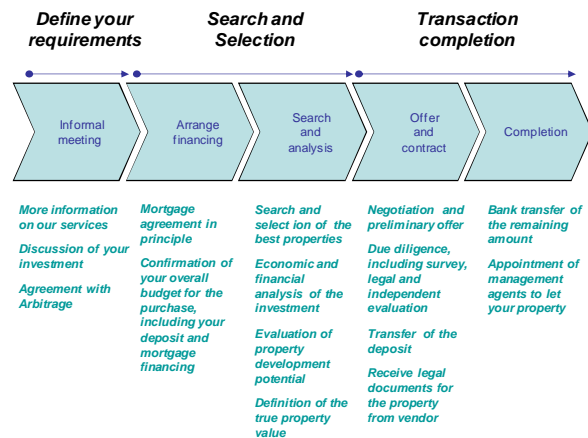 Define your
requirements
Search and
Selection
Transaction
completion
Informal
meeting
Arrange
financing
Search
and
analysis
Offer
and
contract
Completion
More information
on our services
Discussion of your
investment
Agreement with
Arbitrage
Mortgage
agreement in
principle
Confirmation of
your overall
budget for the
purchase,
including your
deposit and
mortgage
financing
Search and
select ion of the
best properties
Economic and
financial
analysis of the
investment
Evaluation of
property
development
potential
Definition of the
true property
value
Negotiation and
preliminary offer
Due diligence,
including survey,
legal and
independent
evaluation
Transfer of the
deposit
Receive legal
documents for
the property
from vendor
Bank transfer of
the remaining
amount
Appointment of
management
agents to let
your property